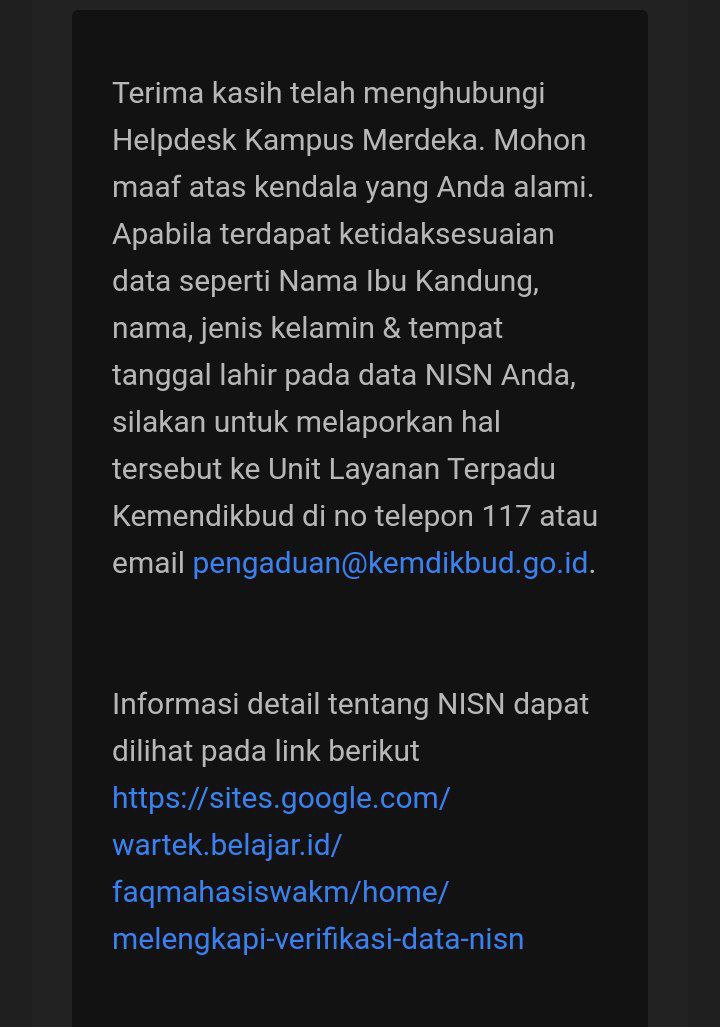 Terima kasih telah menghubungi
Helpdesk Kampus Merdeka. Mohon
maaf atas kendala yang Anda alami.
Apabila terdapat ketidaksesuaian
data seperti Nama Ibu Kandung,
nama, jenis kelamin & tempat
tanggal lahir pada data NISN Anda,
silakan untuk melaporkan hal
tersebut ke Unit Layanan Terpadu
Kemendikbud di no telepon 117 atau
email pengaduan@kemdikbud.go.id.
Informasi detail tentang NISN dapat
dilihat pada link berikut
https://sites.google.com/
wartek.belajar.id/
faqmahasiswakm/home/
melengkapi-verifikasi-data-nisn